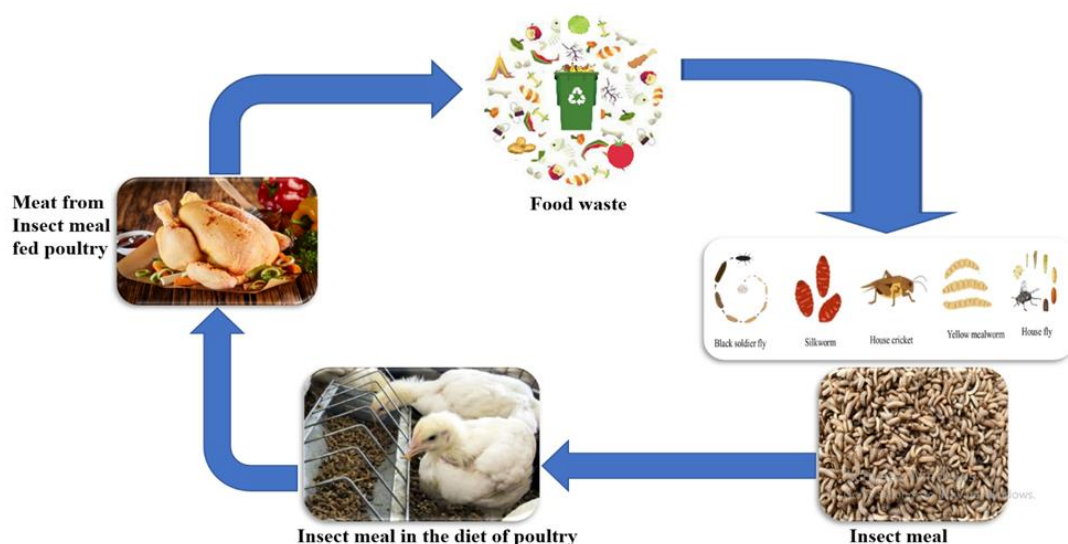 Food waste
Meat from
Insect meal
fed poultry
Black soldier fly
Silkworm
House cricket
Yellow mealworm
House fly
Insect meal in the diet of poultry
Insect meal